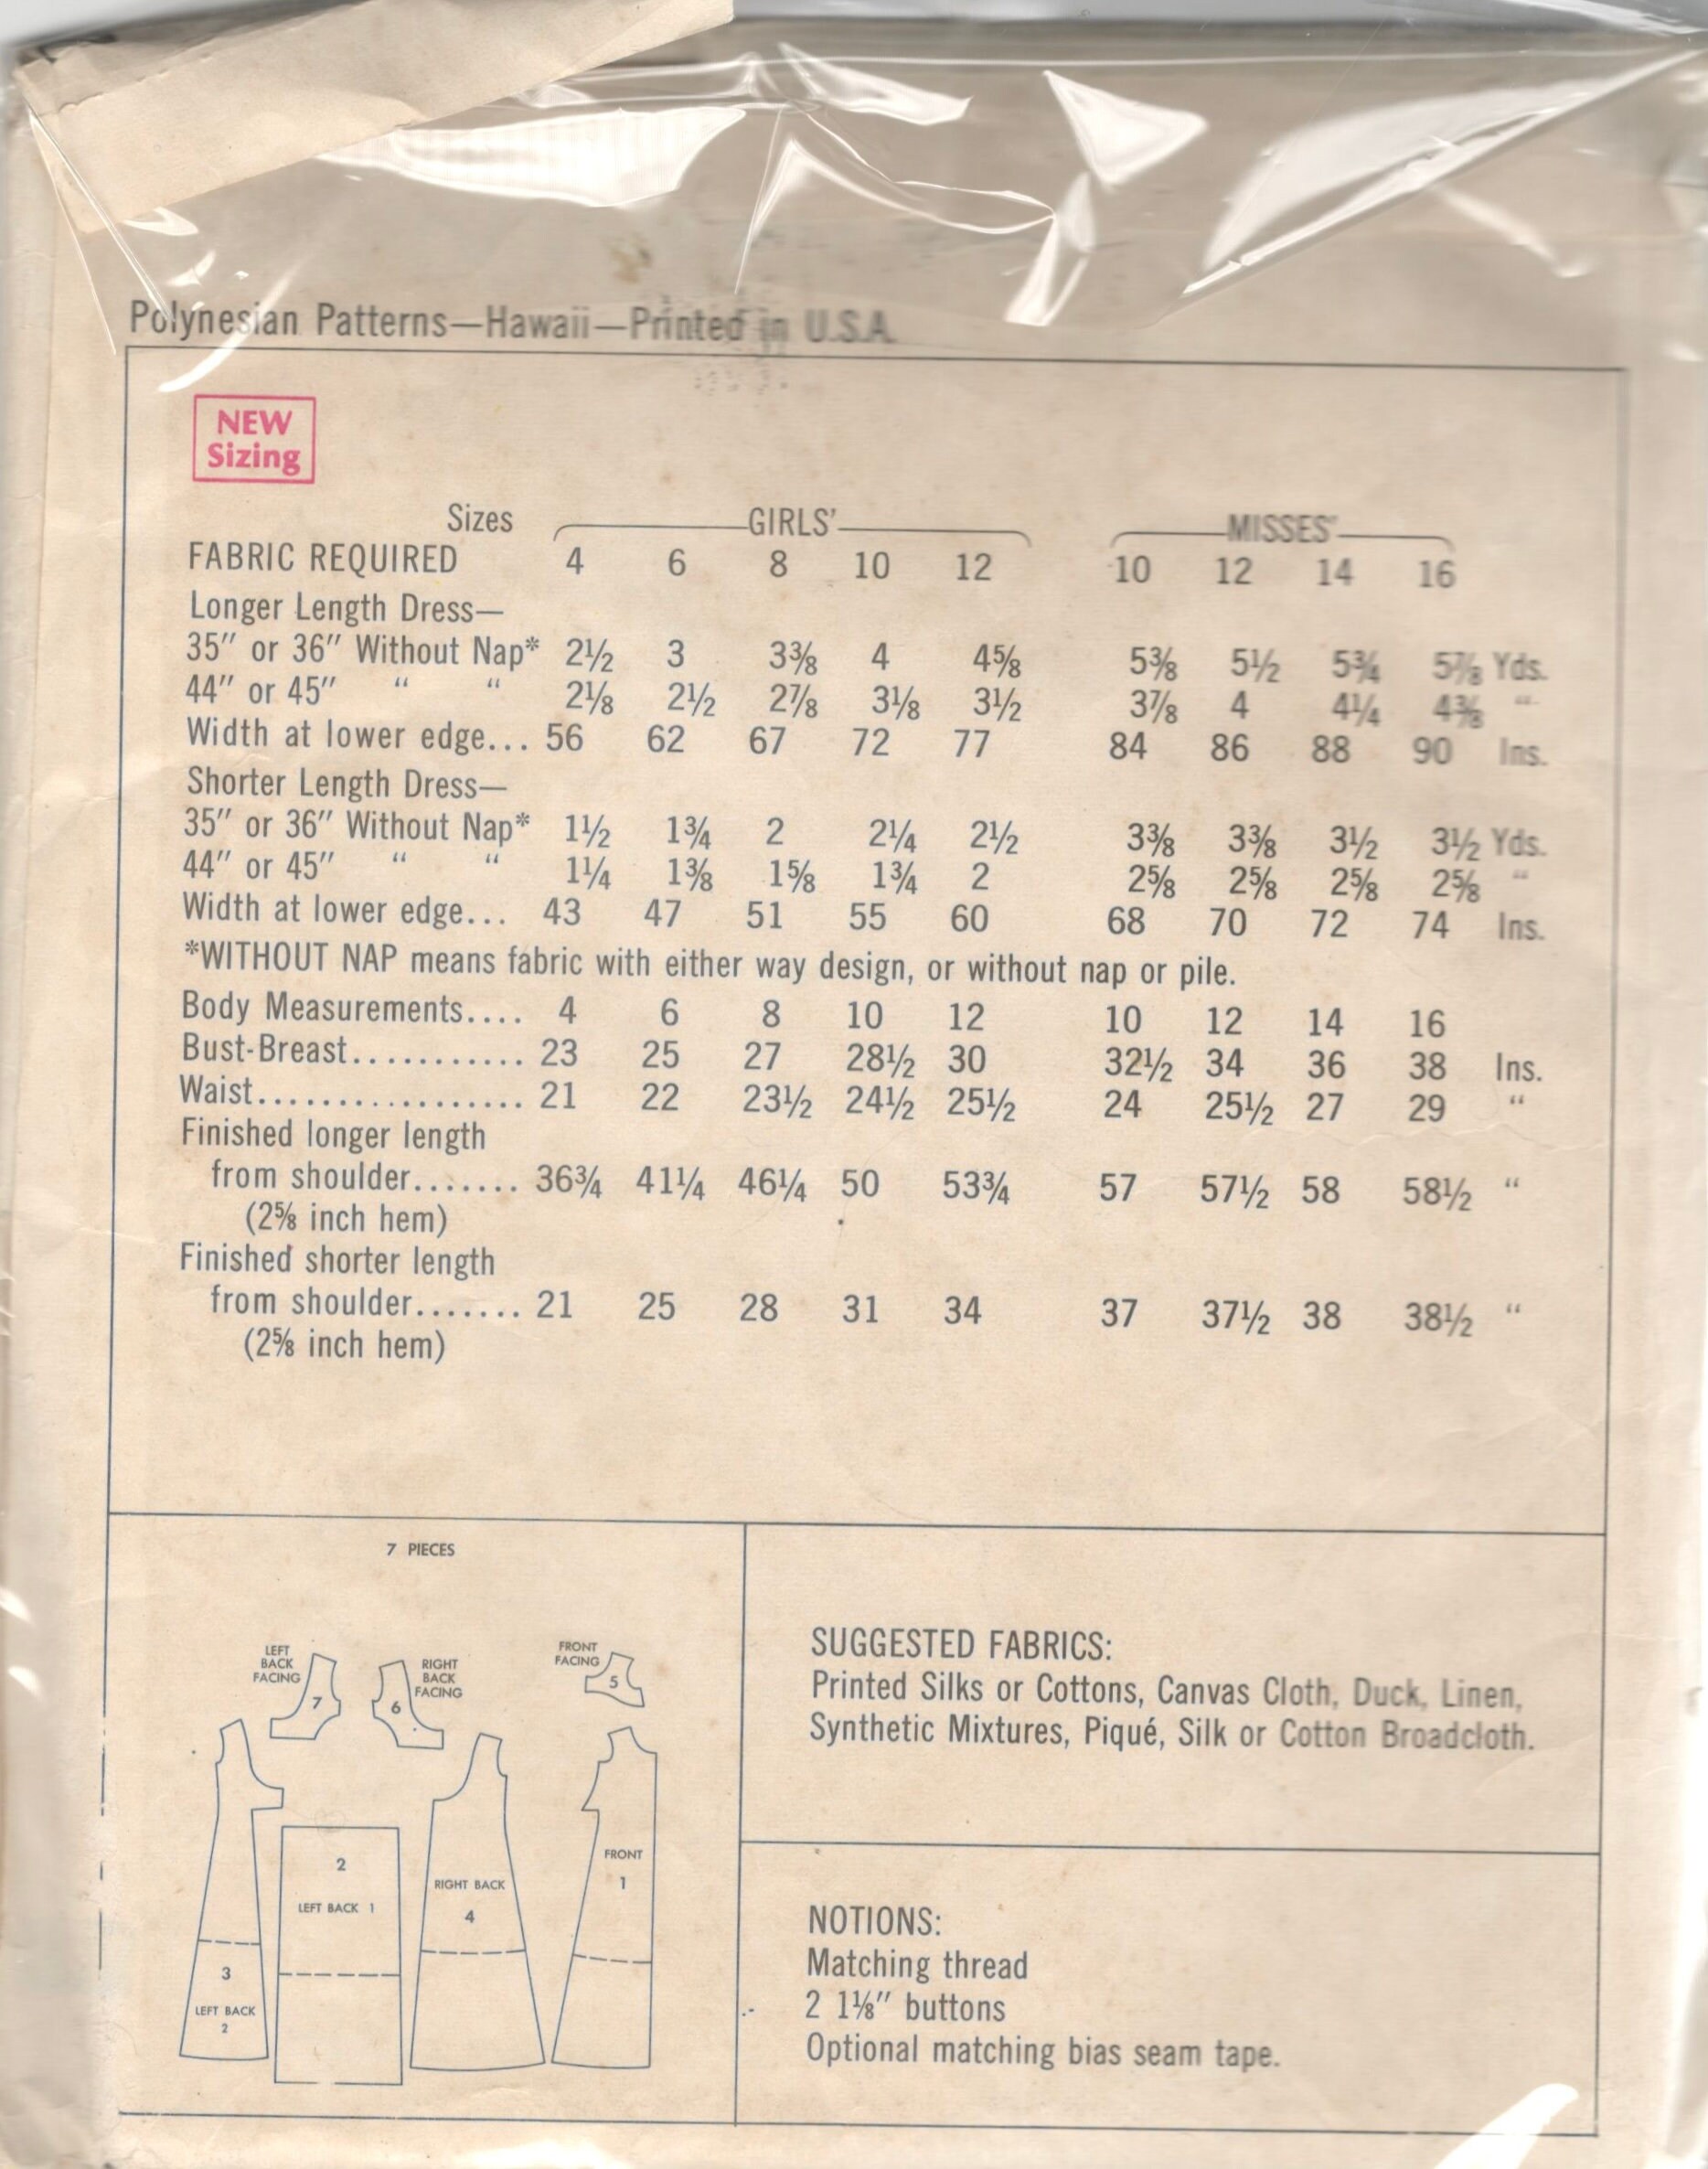 Polynesian Patterns—Hawaii—Printed in U.S.A.
NEW
Sizing
Sizes GIRLS' MISSES'
FABRIC REQUIRED 4 6 8 10 12 10 12 14 16
Longer Length Dress—
35" or 36" Without Nap* 2½ 3 3⅜ 4 4⅝ 5⅜ 5½ 5¾ 5⅞ Yds.
44" or 45" “ “ 2⅛ 2½ 2⅞ 3⅛ 3½ 3⅞ 4 4¼ 4⅜ “
Width at lower edge... 56 62 67 72 77 84 86 88 90 Ins.
Shorter Length Dress—
35" or 36" Without Nap* 1½ 1¾ 2 2¼ 2½ 3⅜ 3⅜ 3½ 3½ Yds.
44" or 45" “ “ 1¼ 1⅜ 1⅝ 1¾ 2 2⅝ 2⅝ 2⅝ 2⅝ “
Width at lower edge... 43 47 51 55 60 68 70 72 74 Ins.
*WITHOUT NAP means fabric with either way design, or without nap or pile.
Body Measurements.... 4 6 8 10 12 10 12 14 16
Bust-Breast........... 23 25 27 28½ 30 32½ 34 36 38 Ins.
Waist................. 21 22 23½ 24½ 25½ 24 25½ 27 29 “
Finished longer length
from shoulder....... 36¾ 41¼ 46¼ 50 53¾ 57 57½ 58 58½ “
(2⅝ inch hem)
Finished shorter length
from shoulder....... 21 25 28 31 34 37 37½ 38 38½ “
(2⅝ inch hem)
7 PIECES
LEFT
BACK
FACING
7
6
RIGHT
BACK
FACING
FRONT
FACING
5
2
LEFT BACK 1
RIGHT BACK
4
FRONT
1
3
LEFT BACK
2
SUGGESTED FABRICS:
Printed Silks or Cottons, Canvas Cloth, Duck, Linen,
Synthetic Mixtures, Piqué, Silk or Cotton Broadcloth.
NOTIONS:
Matching thread
2 1⅛" buttons
Optional matching bias seam tape.